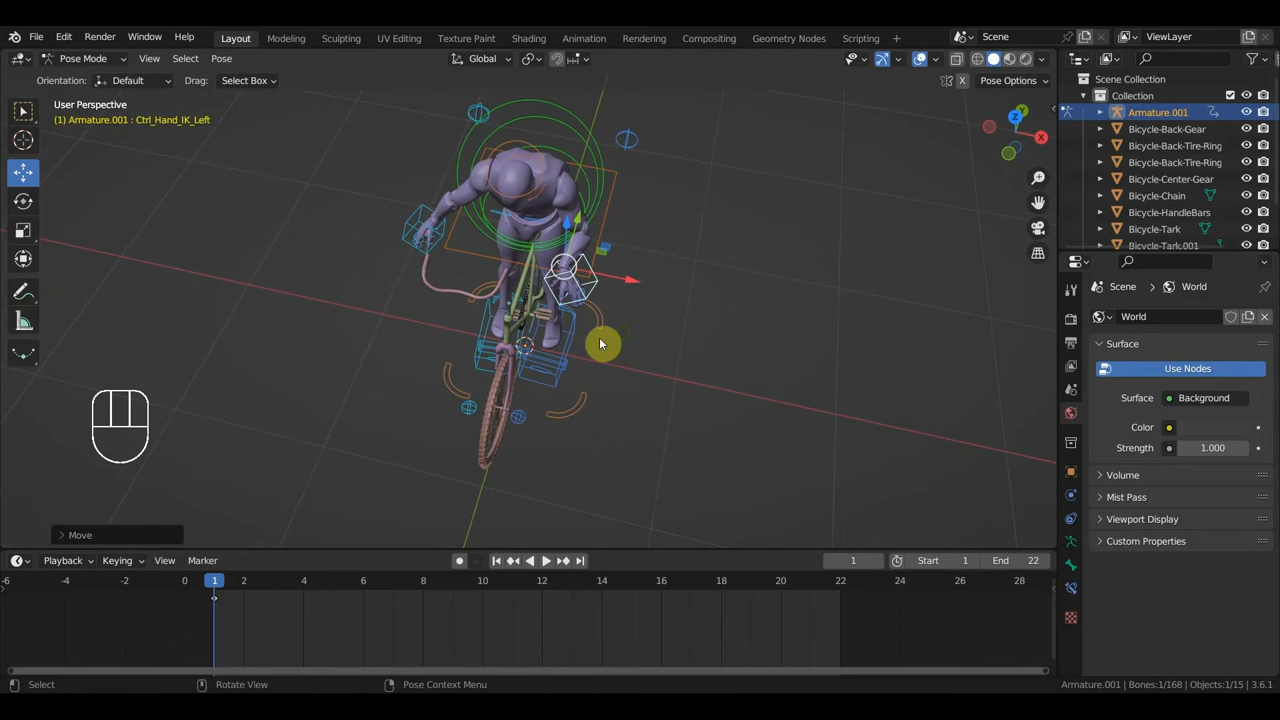 File Edit Render Window Help Layout Modeling Sculpting UV Editing Texture Paint Shading Animation Rendering Compositing Geometry Nodes Scripting + Scene ViewLayer
Pose Mode View Select Pose Global
Orientation: Default Drag: Select Box X Pose Options
User Perspective
(1) Armature.001 : Ctrl_Hand_IK_Left
Z
Y
X
Scene Collection
Collection
Armature.001
Bicycle-Back-Gear
Bicycle-Back-Tire-Ring
Bicycle-Back-Tire-Ring
Bicycle-Center-Gear
Bicycle-Chain
Bicycle-HandleBars
Bicycle-Tark
Bicycle-Tark.001
Scene > World
World
Surface
Use Nodes
Surface Background
Color
Strength 1.000
Volume
Mist Pass
Viewport Display
Custom Properties
> Move
Playback Keying View Marker 1 Start 1 End 22
-6 -4 -2 0 1 2 4 6 8 10 12 14 16 18 20 22 24 26 28
Select Rotate View Pose Context Menu Armature.001 | Bones:1/168 | Objects:1/15 | 3.6.1